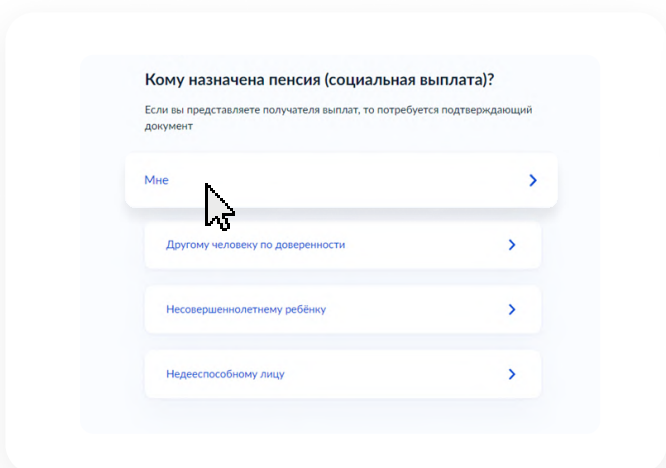 Кому назначена пенсия (социальная выплата)?
Если вы представляете получателя выплат, то потребуется подтверждающий
документ
Мне
Другому человеку по доверенности
Несовершеннолетнему ребёнку
Недееспособному лицу